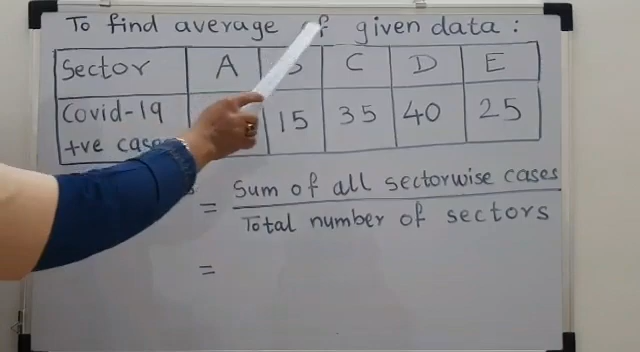 To find average of given data :
Sector A C D E
Covid-19 15 35 40 25
+ve cases
= Sum of all sectorwise cases
Total number of sectors
=